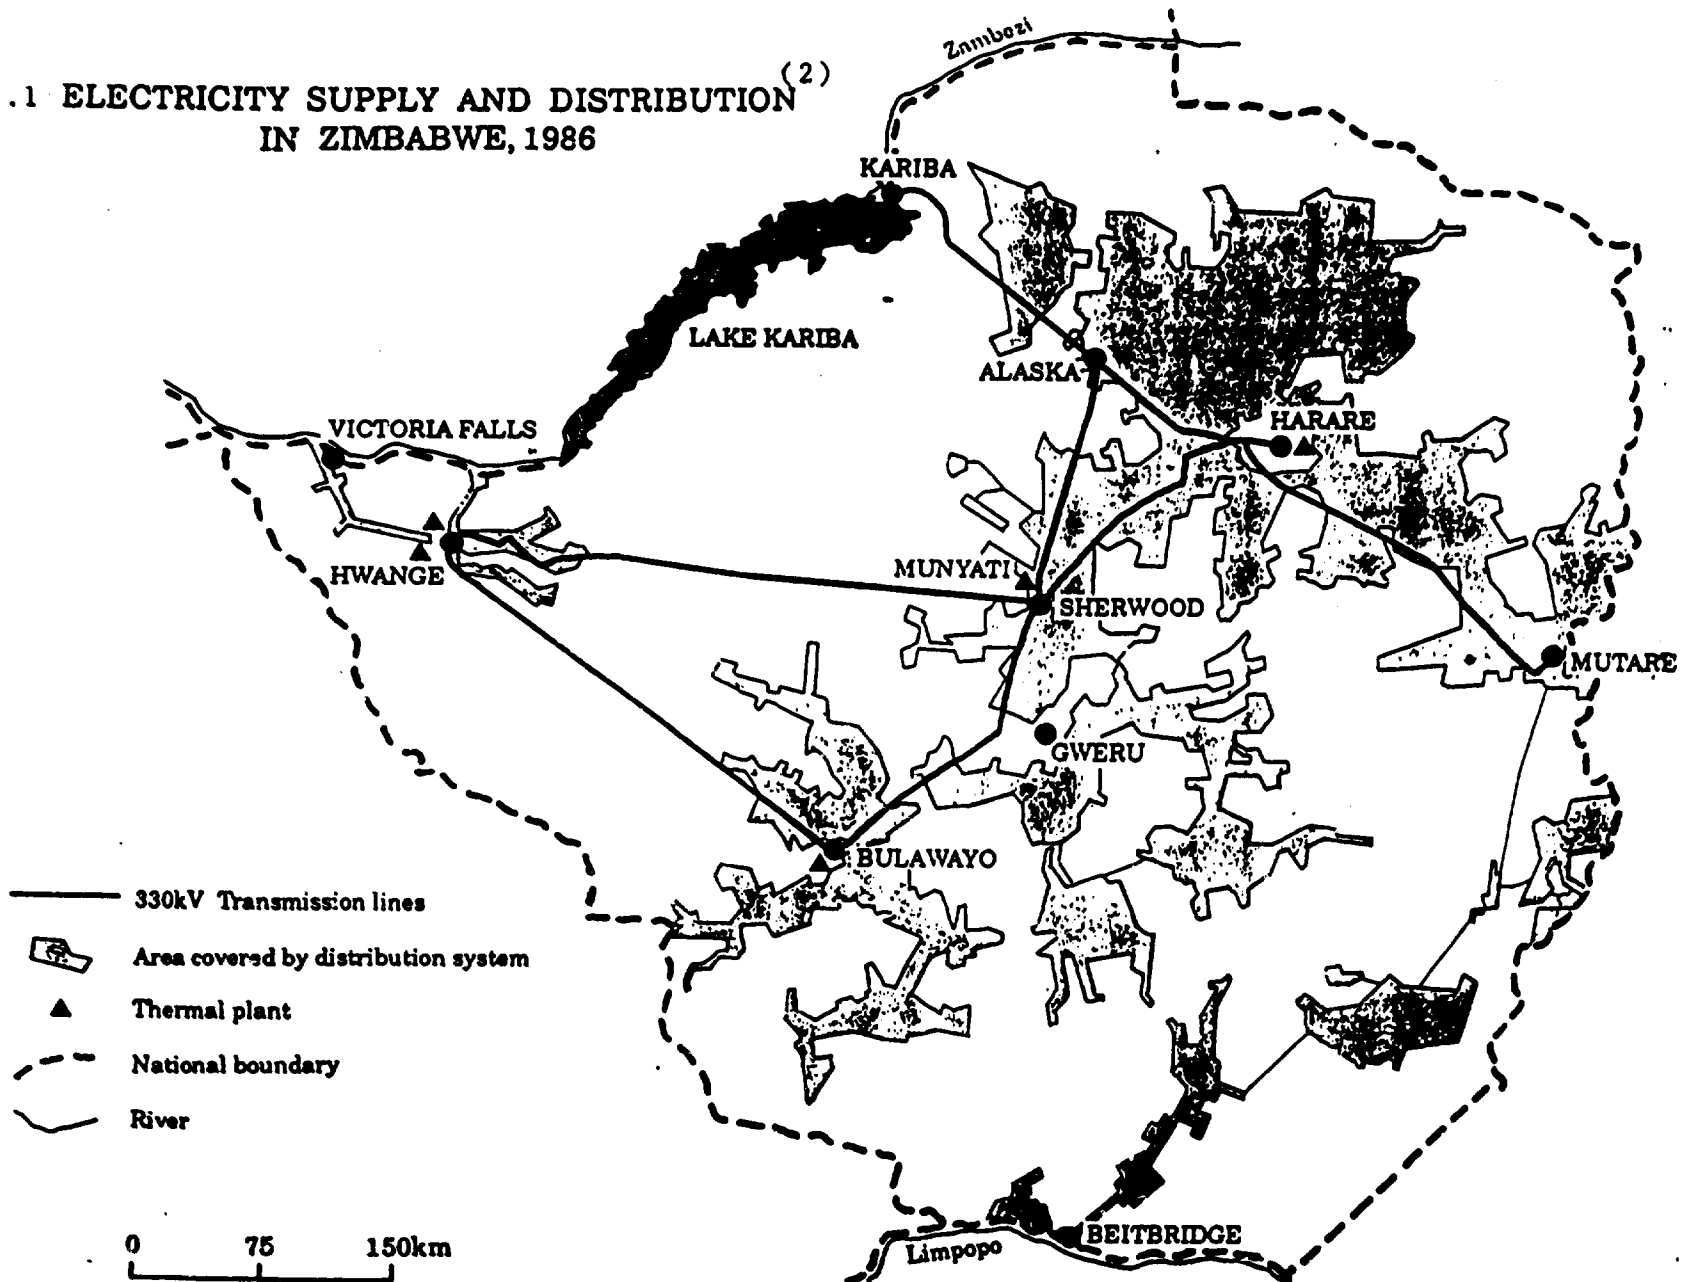 (2)
.1 ELECTRICITY SUPPLY AND DISTRIBUTION
IN ZIMBABWE, 1986
Zambezi
KARIBA
LAKE KARIBA
ALASKA
VICTORIA FALLS
HARARE
HWANGE
MUNYATI
SHERWOOD
MUTARE
GWERU
BULAWAYO
330kV Transmission lines
Area covered by distribution system
Thermal plant
National boundary
River
0 75 150km
Limpopo
BEITBRIDGE